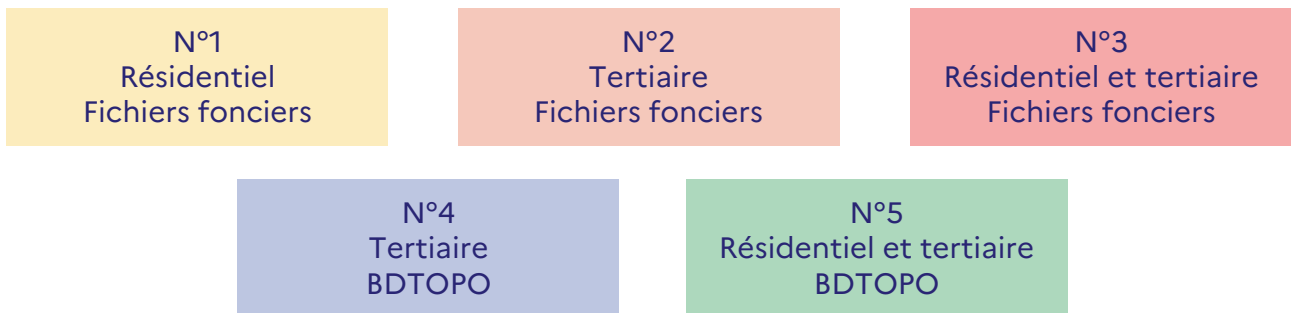 N°1
Résidentiel
Fichiers fonciers
N°2
Tertiaire
Fichiers fonciers
N°3
Résidentiel et tertiaire
Fichiers fonciers
N°4
Tertiaire
BDTOPO
N°5
Résidentiel et tertiaire
BDTOPO